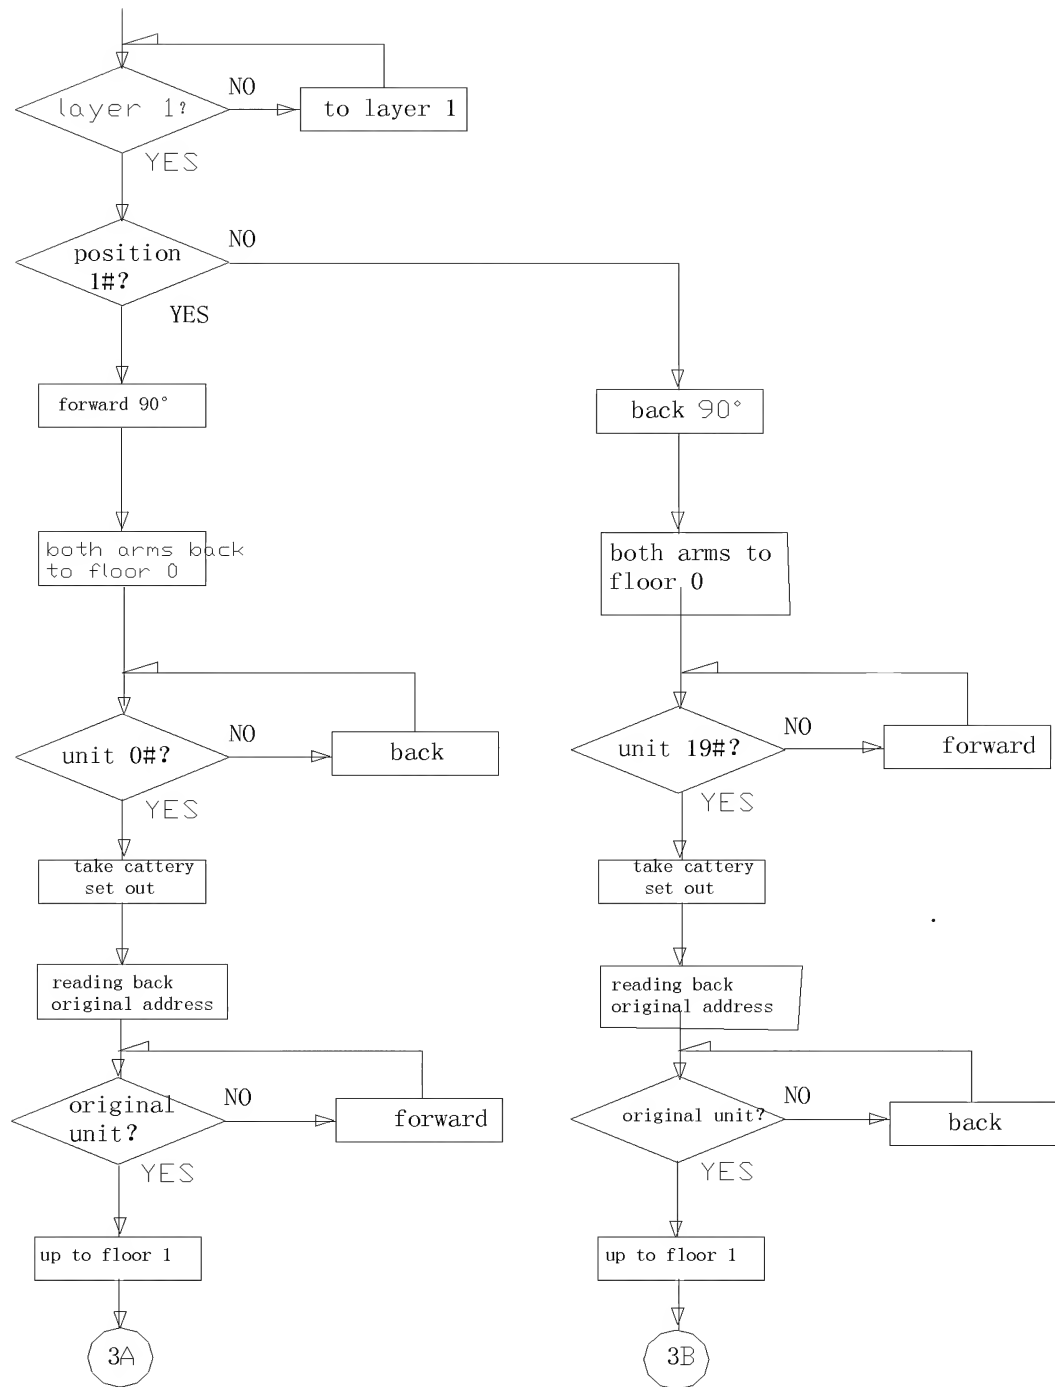 NO
layer 1?
to layer 1
YES
NO
position
1#?
YES
forward 90°
back 90°
both arms back
to floor 0
both arms to
floor 0
NO
unit 0#?
back
YES
NO
unit 19#?
forward
YES
take cattery
set out
take cattery
set out
reading back
original address
reading back
original address
NO
original
unit?
forward
YES
NO
original unit?
back
YES
up to floor 1
up to floor 1
3A
3B